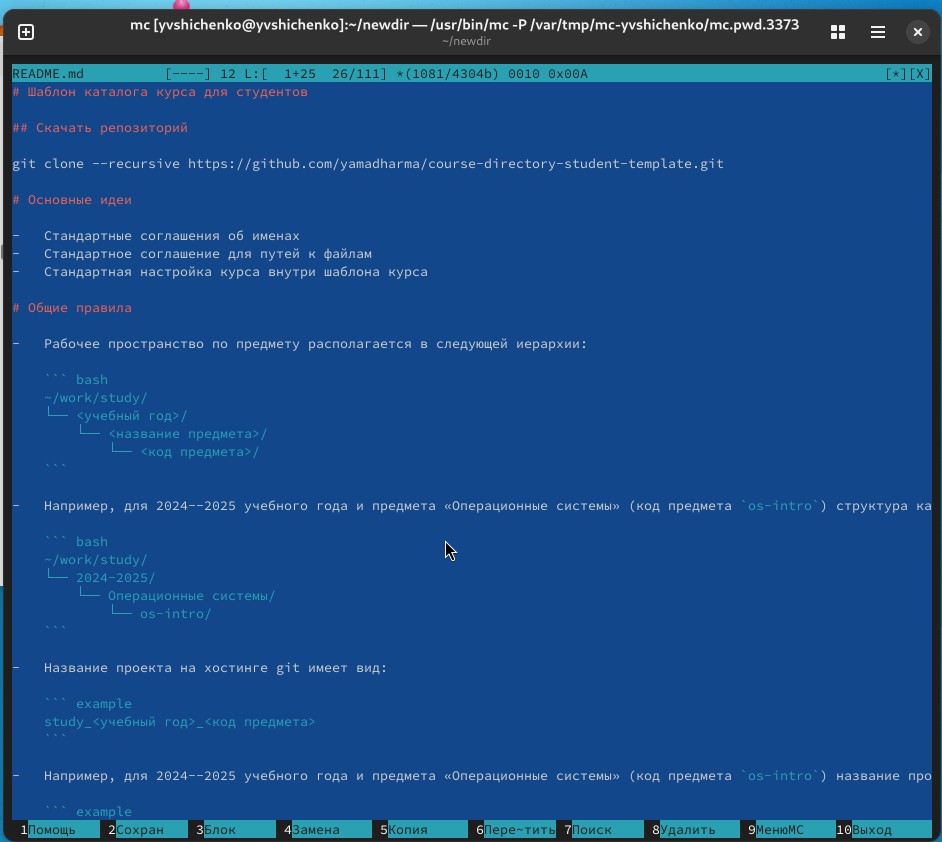 mc [yvshichenko@yvshichenko]:~/newdir — /usr/bin/mc -P /var/tmp/mc-yvshichenko/mc.pwd.3373
~/newdir
README.md          [----] 12 L:[  1+25  26/111] *(1081/4304b) 0010 0x00A                                     [*][X]
# Шаблон каталога курса для студентов
## Скачать репозиторий
git clone --recursive https://github.com/yamadharma/course-directory-student-template.git
# Основные идеи
-   Стандартные соглашения об именах
-   Стандартное соглашение для путей к файлам
-   Стандартная настройка курса внутри шаблона курса
# Общие правила
-   Рабочее пространство по предмету располагается в следующей иерархии:
    ``` bash
    ~/work/study/
    └── <учебный год>/
        └── <название предмета>/
            └── <код предмета>/
    ```
-   Например, для 2024--2025 учебного года и предмета «Операционные системы» (код предмета `os-intro`) структура ка
    ``` bash
    ~/work/study/
    └── 2024-2025/
        └── Операционные системы/
            └── os-intro/
    ```
-   Название проекта на хостинге git имеет вид:
    ``` example
    study_<учебный год>_<код предмета>
    ```
-   Например, для 2024--2025 учебного года и предмета «Операционные системы» (код предмета `os-intro`) название про
    ``` example
1Помощь 2Сохран 3Блок 4Замена 5Копия 6Пере~тить 7Поиск 8Удалить 9МенюMC 10Выход